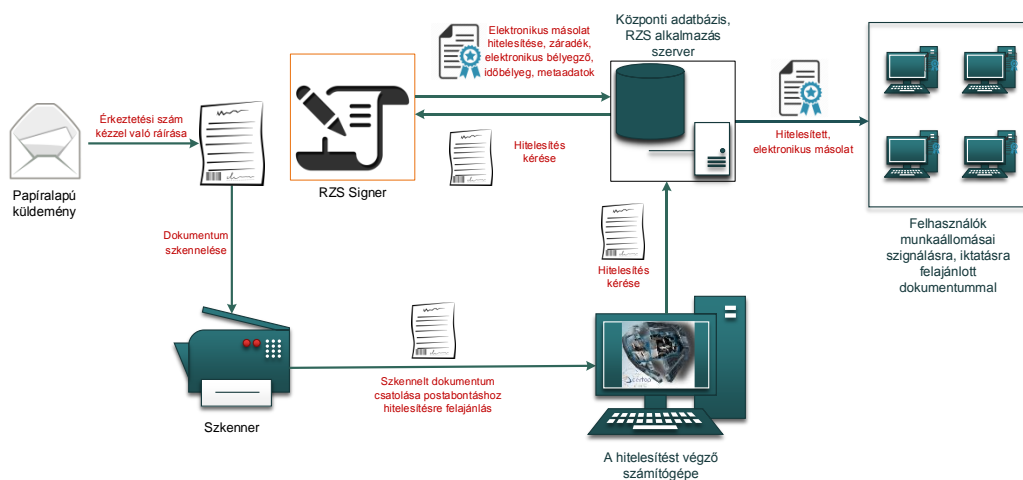 Papíralapú
küldemény
Érkeztetési szám
kézzel való ráírása
RZS Signer
Elektronikus másolat
hitelesítése, záradék,
elektronikus bélyegző,
időbélyeg, metaadatok
Hitelesítés
kérése
Központi adatbázis,
RZS alkalmazás
szerver
Hitelesített,
elektronikus másolat
Felhasználók
munkaállomásai
szignálásra, iktatásra
felajánlott
dokumentummal
Dokumentum
szkennelése
Szkenner
Szkennelt dokumentum
csatolása postabontáshoz
hitelesítésre felajánlás
Hitelesítés
kérése
A hitelesítést végző
számítógépe